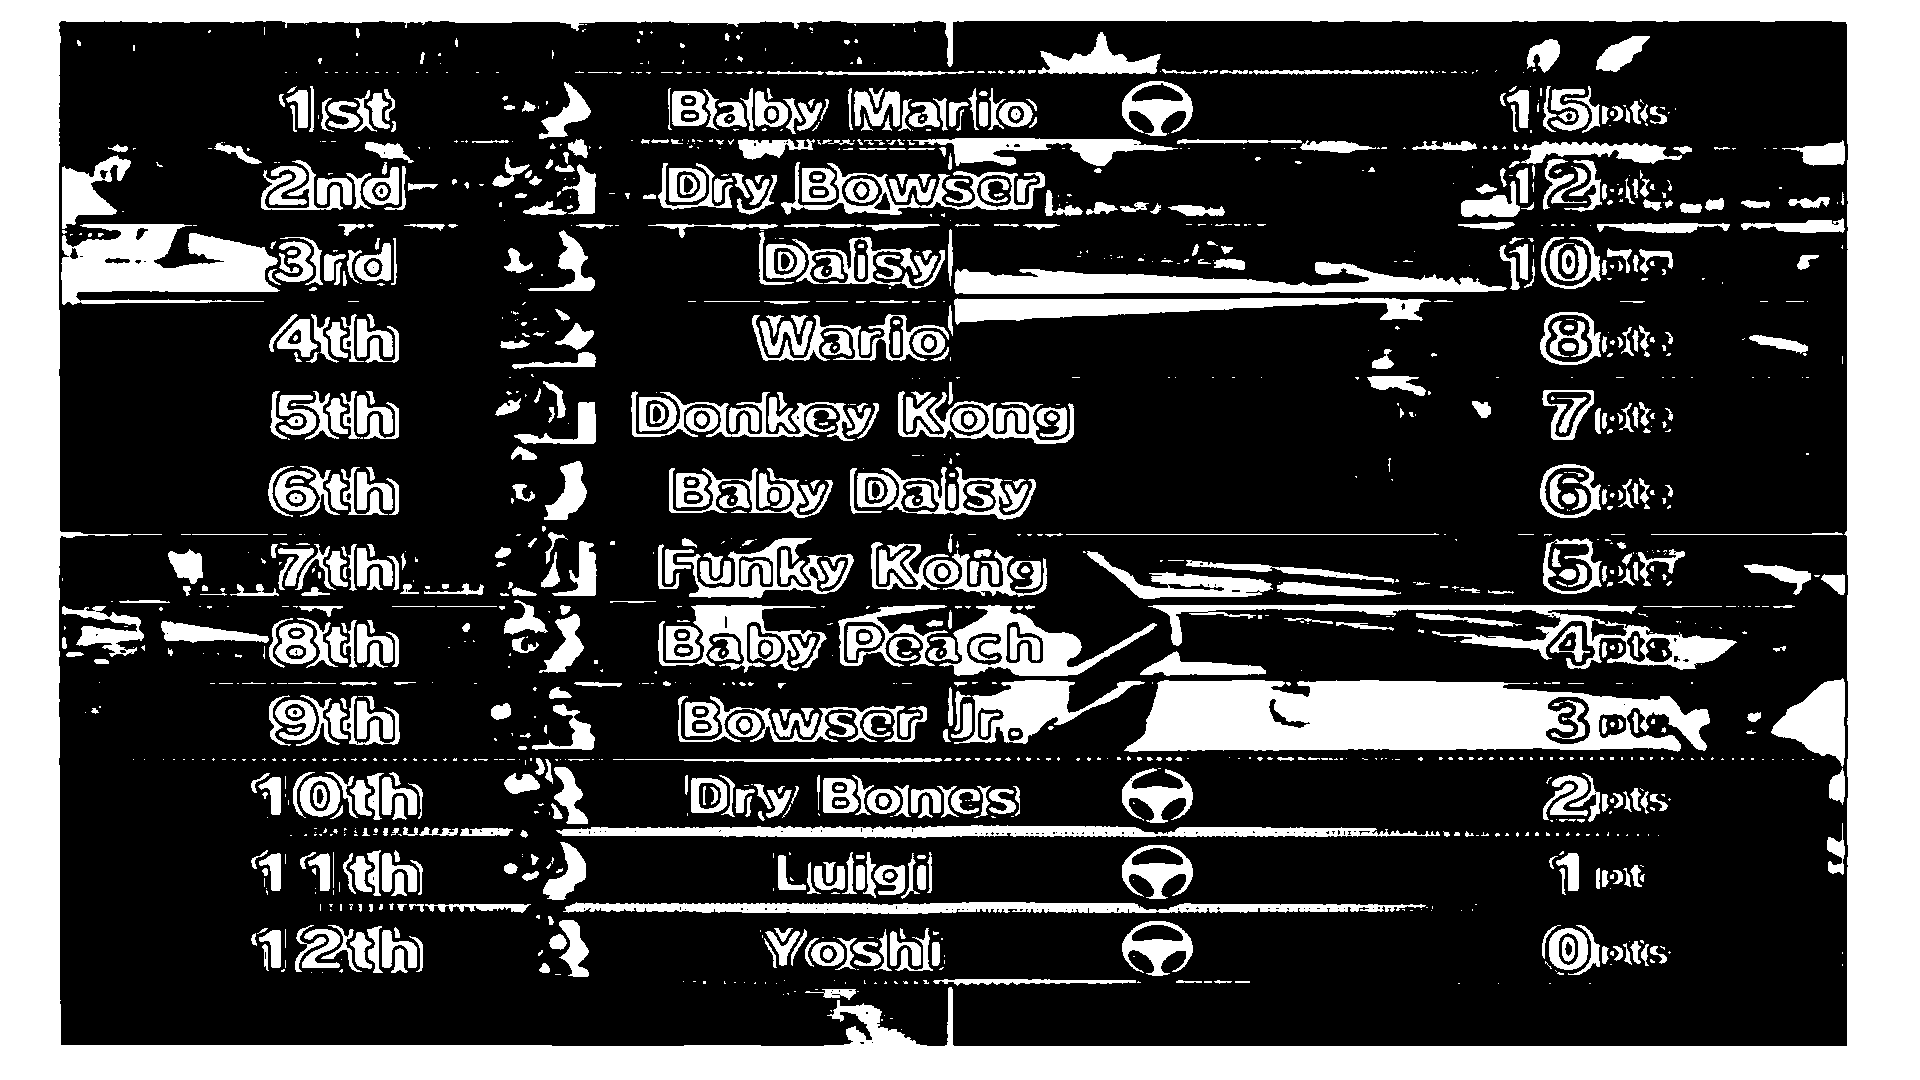 1st Baby Mario 15pts
2nd Dry Bowser 12pts
3rd Daisy 10pts
4th Wario 8pts
5th Donkey Kong 7pts
6th Baby Daisy 6pts
7th Funky Kong 5pts
8th Baby Peach 4pts
9th Bowser Jr. 3pts
10th Dry Bones 2pts
11th Luigi 1pt
12th Yoshi 0pts